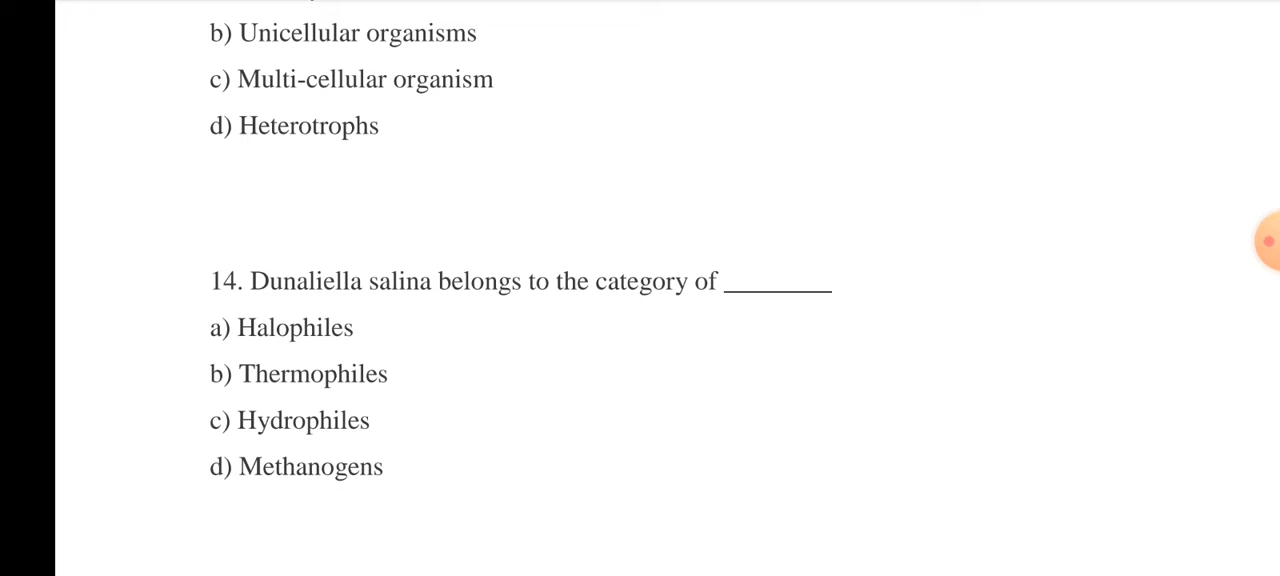 b) Unicellular organisms
c) Multi-cellular organism
d) Heterotrophs
14. Dunaliella salina belongs to the category of ________
a) Halophiles
b) Thermophiles
c) Hydrophiles
d) Methanogens